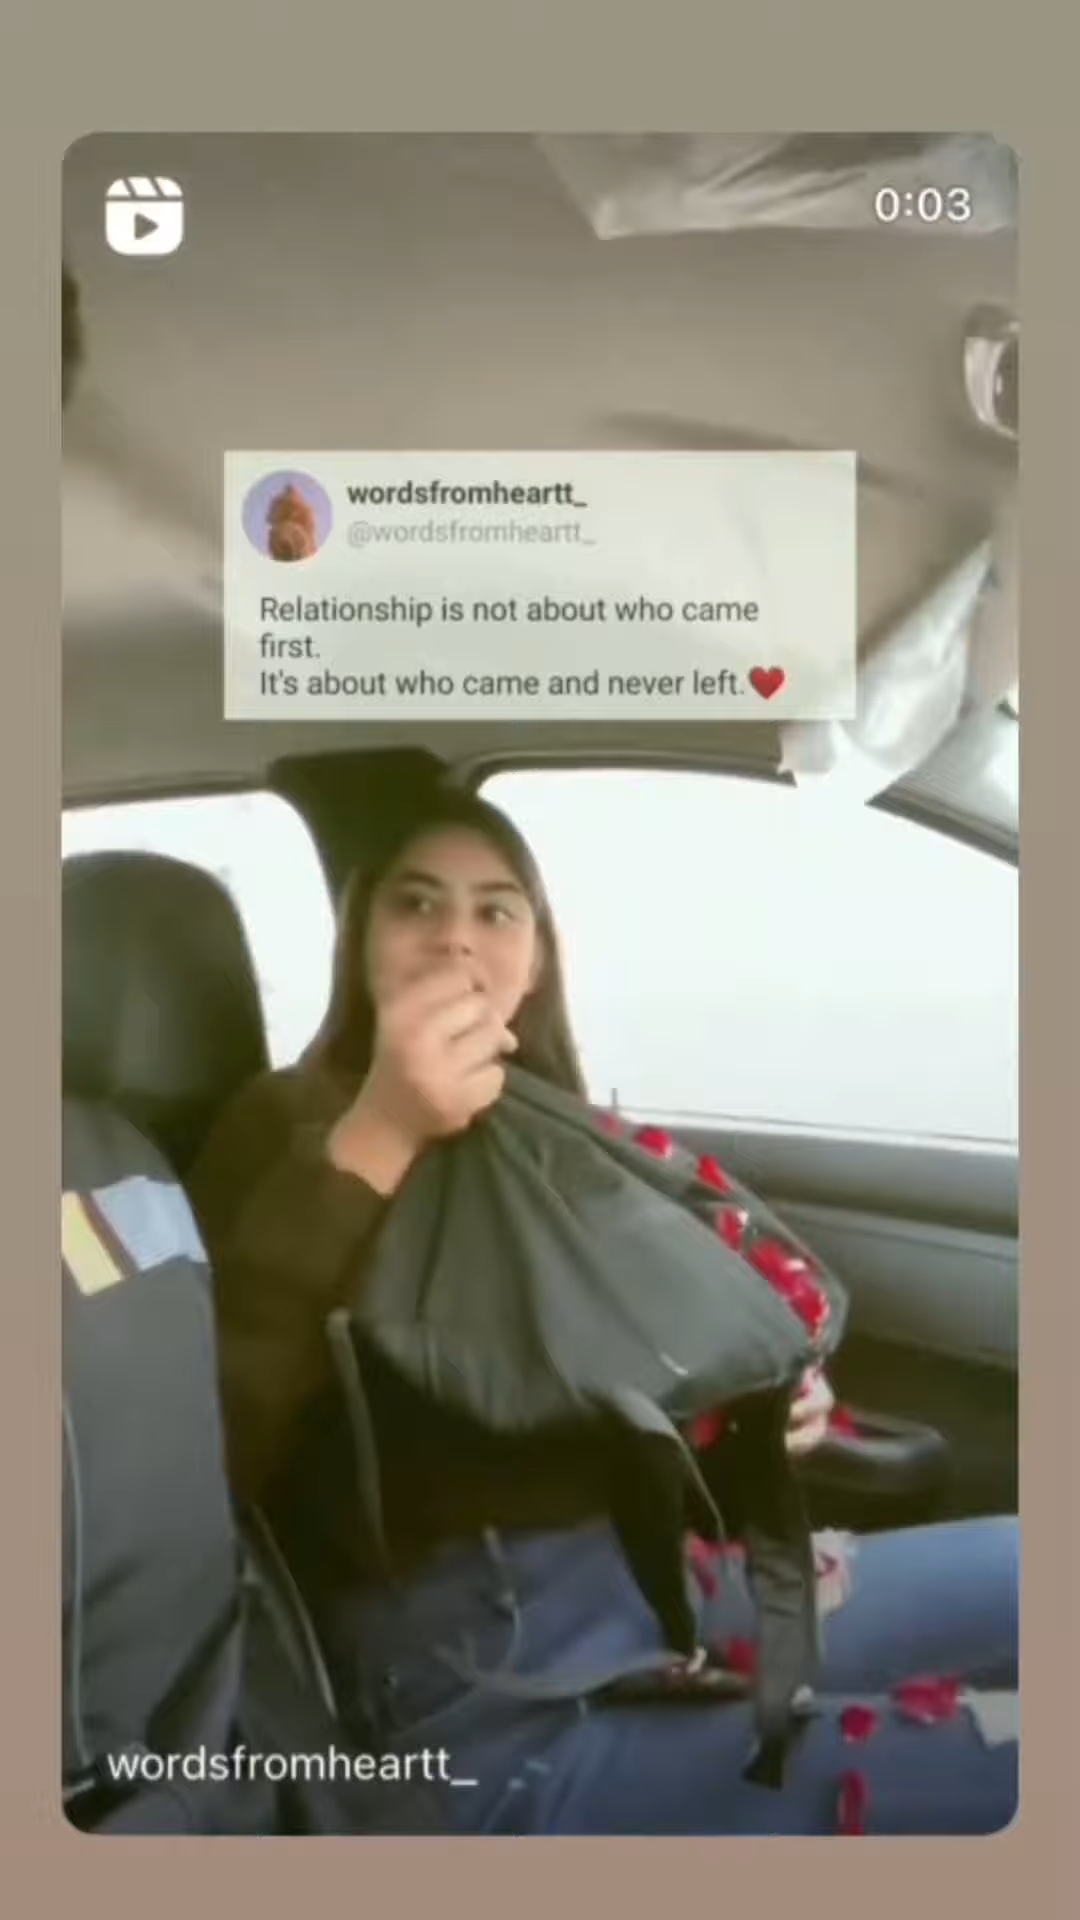 0:03
wordsfromheartt_
@wordsfromheartt_
Relationship is not about who came
first.
It's about who came and never left.❤️
wordsfromheartt_